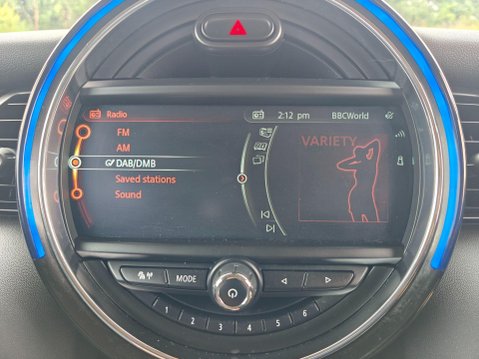 Radio
2:12 pm
BBCWorld
FM
AM
DAB/DMB
Saved stations
Sound
VARIETY
MODE
1 2 3 4 5 6